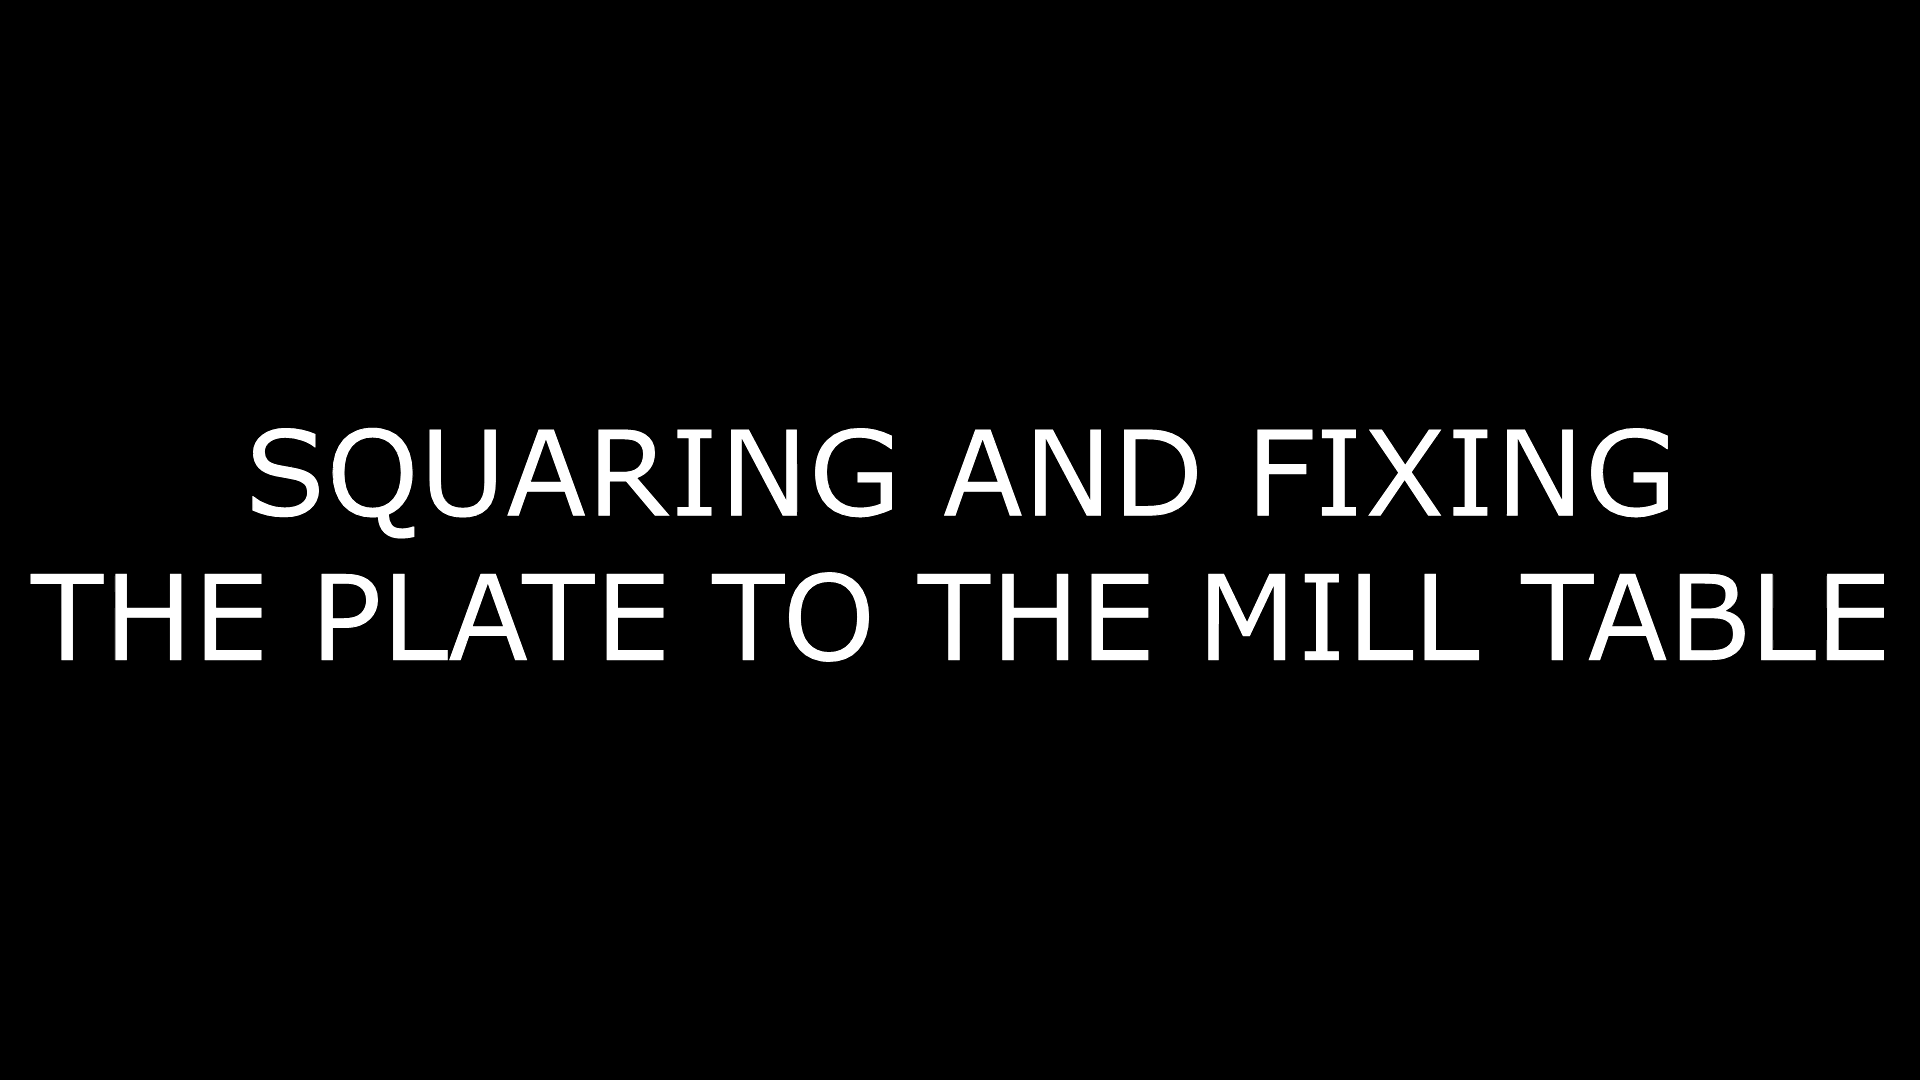 SQUARING AND FIXING
THE PLATE TO THE MILL TABLE